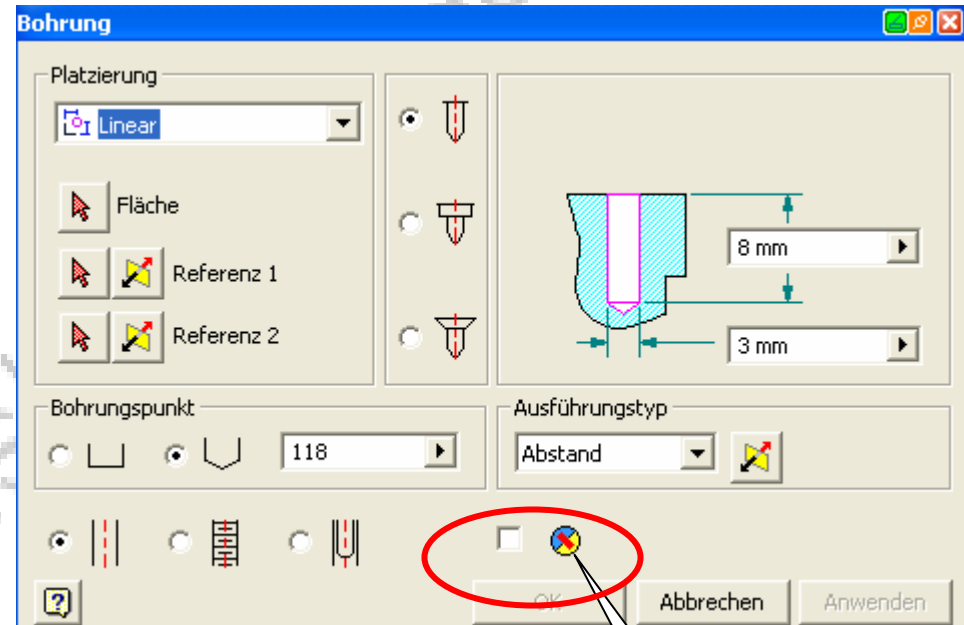 Bohrung
Platzierung
Linear
Fläche
Referenz 1
Referenz 2
8 mm
3 mm
Bohrungspunkt
118
Ausführungstyp
Abstand
?
OK
Abbrechen
Anwenden